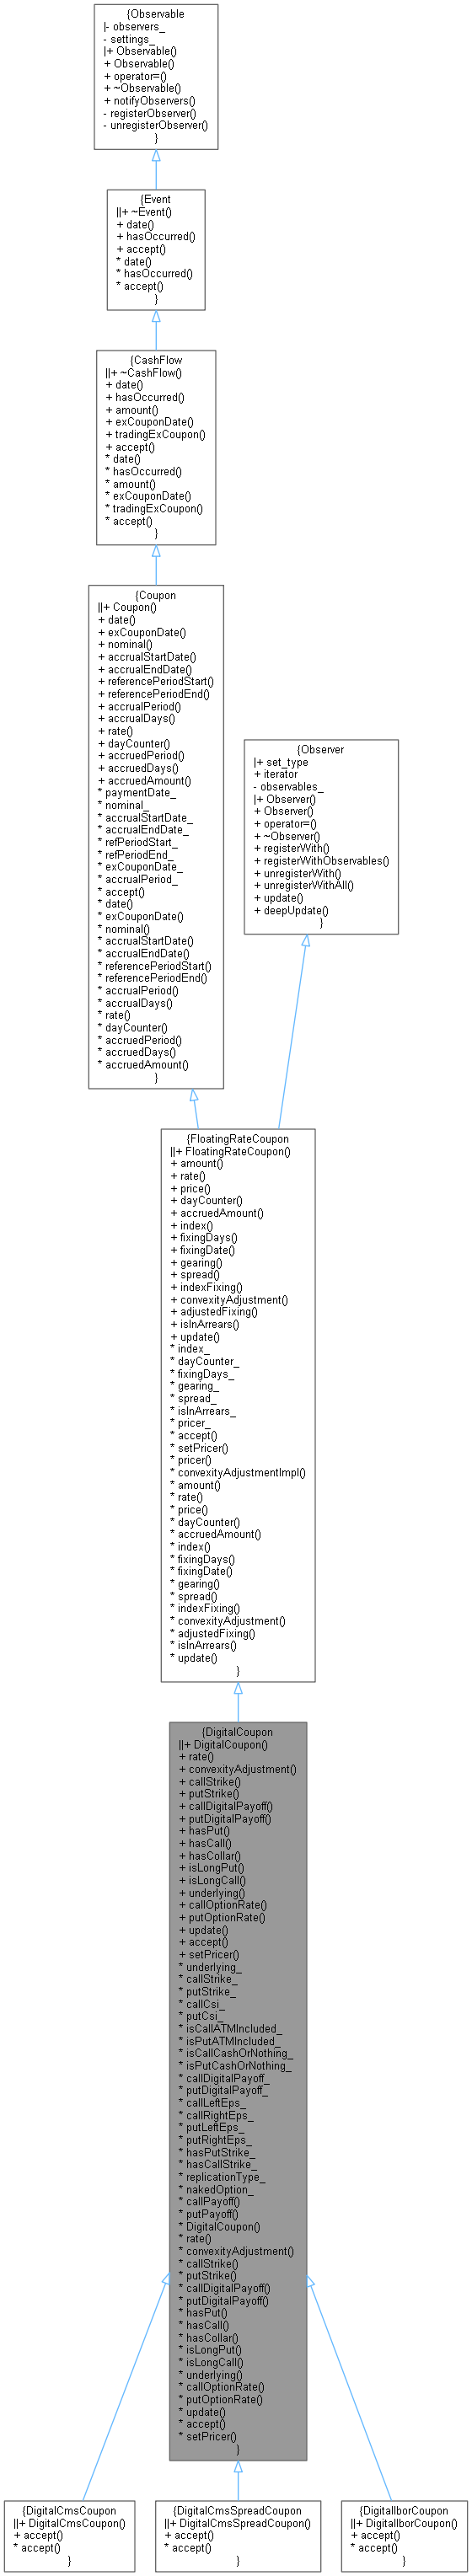 {Observable
|- observers_
- settings_
|+ Observable()
+ Observable()
+ operator=()
+ ~Observable()
+ notifyObservers()
- registerObserver()
- unregisterObserver()
}
{Event
||+ ~Event()
+ date()
+ hasOccurred()
+ accept()
* date()
* hasOccurred()
* accept()
}
{CashFlow
||+ ~CashFlow()
+ date()
+ hasOccurred()
+ amount()
+ exCouponDate()
+ tradingExCoupon()
+ accept()
* date()
* hasOccurred()
* amount()
* exCouponDate()
* tradingExCoupon()
* accept()
}
{Coupon
||+ Coupon()
+ date()
+ exCouponDate()
+ nominal()
+ accrualStartDate()
+ accrualEndDate()
+ referencePeriodStart()
+ referencePeriodEnd()
+ accrualPeriod()
+ accrualDays()
+ rate()
+ dayCounter()
+ accruedPeriod()
+ accruedDays()
+ accruedAmount()
* paymentDate_
* nominal_
* accrualStartDate_
* accrualEndDate_
* refPeriodStart_
* refPeriodEnd_
* exCouponDate_
* accrualPeriod_
* accept()
* date()
* exCouponDate()
* nominal()
* accrualStartDate()
* accrualEndDate()
* referencePeriodStart()
* referencePeriodEnd()
* accrualPeriod()
* accrualDays()
* rate()
* dayCounter()
* accruedPeriod()
* accruedDays()
* accruedAmount()
}
{Observer
|+ set_type
+ iterator
- observables_
|+ Observer()
+ Observer()
+ operator=()
+ ~Observer()
+ registerWith()
+ registerWithObservables()
+ unregisterWith()
+ unregisterWithAll()
+ update()
+ deepUpdate()
}
{FloatingRateCoupon
||+ FloatingRateCoupon()
+ amount()
+ rate()
+ price()
+ dayCounter()
+ accruedAmount()
+ index()
+ fixingDays()
+ fixingDate()
+ gearing()
+ spread()
+ indexFixing()
+ convexityAdjustment()
+ adjustedFixing()
+ isInArrears()
+ update()
* index_
* dayCounter_
* fixingDays_
* gearing_
* spread_
* isInArrears_
* pricer_
* accept()
* setPricer()
* pricer()
* convexityAdjustmentImpl()
* amount()
* rate()
* price()
* dayCounter()
* accruedAmount()
* index()
* fixingDays()
* fixingDate()
* gearing()
* spread()
* indexFixing()
* convexityAdjustment()
* adjustedFixing()
* isInArrears()
* update()
}
{DigitalCoupon
||+ DigitalCoupon()
+ rate()
+ convexityAdjustment()
+ callStrike()
+ putStrike()
+ callDigitalPayoff()
+ putDigitalPayoff()
+ hasPut()
+ hasCall()
+ hasCollar()
+ isLongPut()
+ isLongCall()
+ underlying()
+ callOptionRate()
+ putOptionRate()
+ update()
+ accept()
+ setPricer()
* underlying_
* callStrike_
* putStrike_
* callCsi_
* putCsi_
* isCallATMIncluded_
* isPutATMIncluded_
* isCallCashOrNothing_
* isPutCashOrNothing_
* callDigitalPayoff_
* putDigitalPayoff_
* callLeftEps_
* callRightEps_
* putLeftEps_
* putRightEps_
* hasPutStrike_
* hasCallStrike_
* replicationType_
* nakedOption_
* callPayoff()
* putPayoff()
* DigitalCoupon()
* rate()
* convexityAdjustment()
* callStrike()
* putStrike()
* callDigitalPayoff()
* putDigitalPayoff()
* hasPut()
* hasCall()
* hasCollar()
* isLongPut()
* isLongCall()
* underlying()
* callOptionRate()
* putOptionRate()
* update()
* accept()
* setPricer()
}
{DigitalCmsCoupon
||+ DigitalCmsCoupon()
+ accept()
* accept()
}
{DigitalCmsSpreadCoupon
||+ DigitalCmsSpreadCoupon()
+ accept()
* accept()
}
{DigitalIborCoupon
||+ DigitalIborCoupon()
+ accept()
* accept()
}